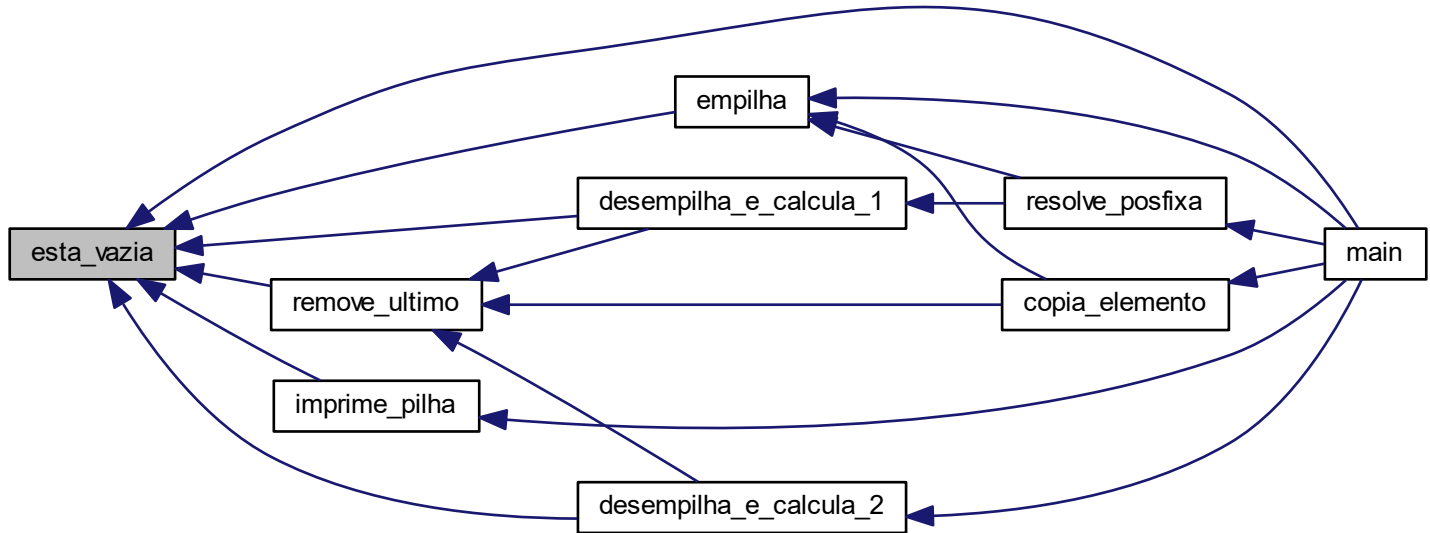 esta_vazia
empilha
desempilha_e_calcula_1
remove_ultimo
imprime_pilha
desempilha_e_calcula_2
resolve_posfixa
copia_elemento
main